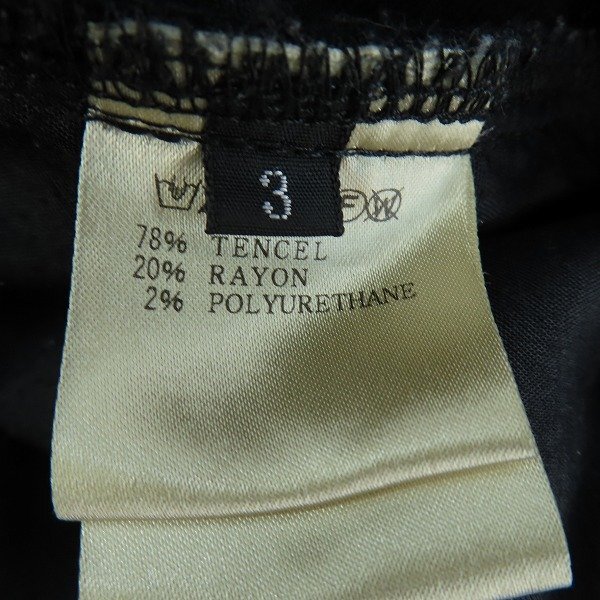 3
F W
78% TENCEL
20% RAYON
2% POLYURETHANE